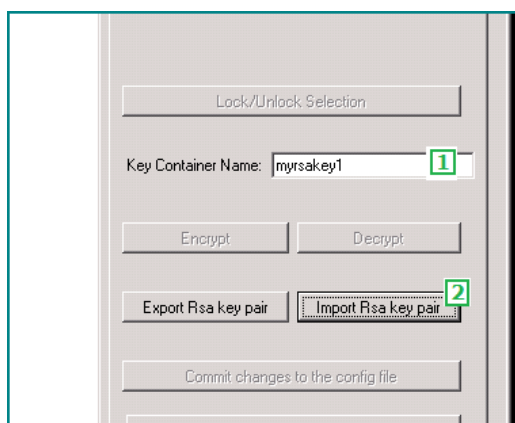 Lock/Unlock Selection
Key Container Name: myrsakey1 1
Encrypt Decrypt
2
Export Rsa key pair Import Rsa key pair
Commit changes to the config file